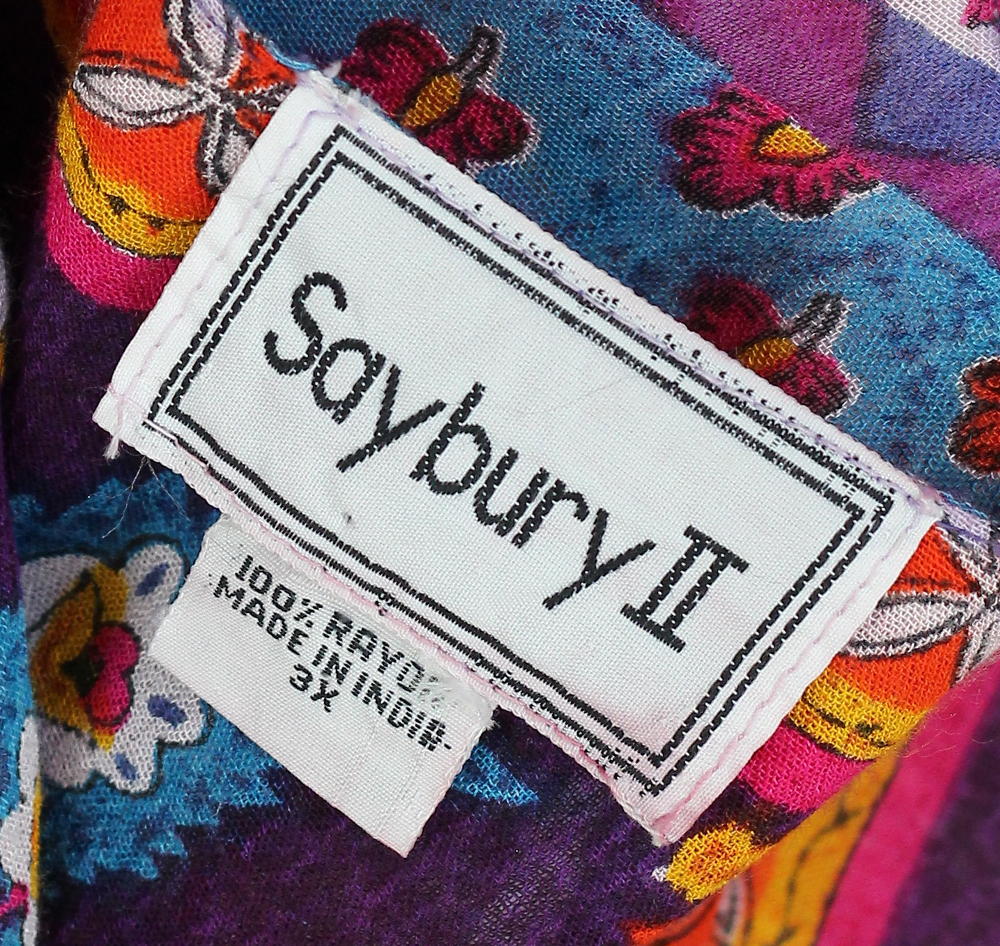 Saybury II
100% RAYON
MADE IN INDIA
3X